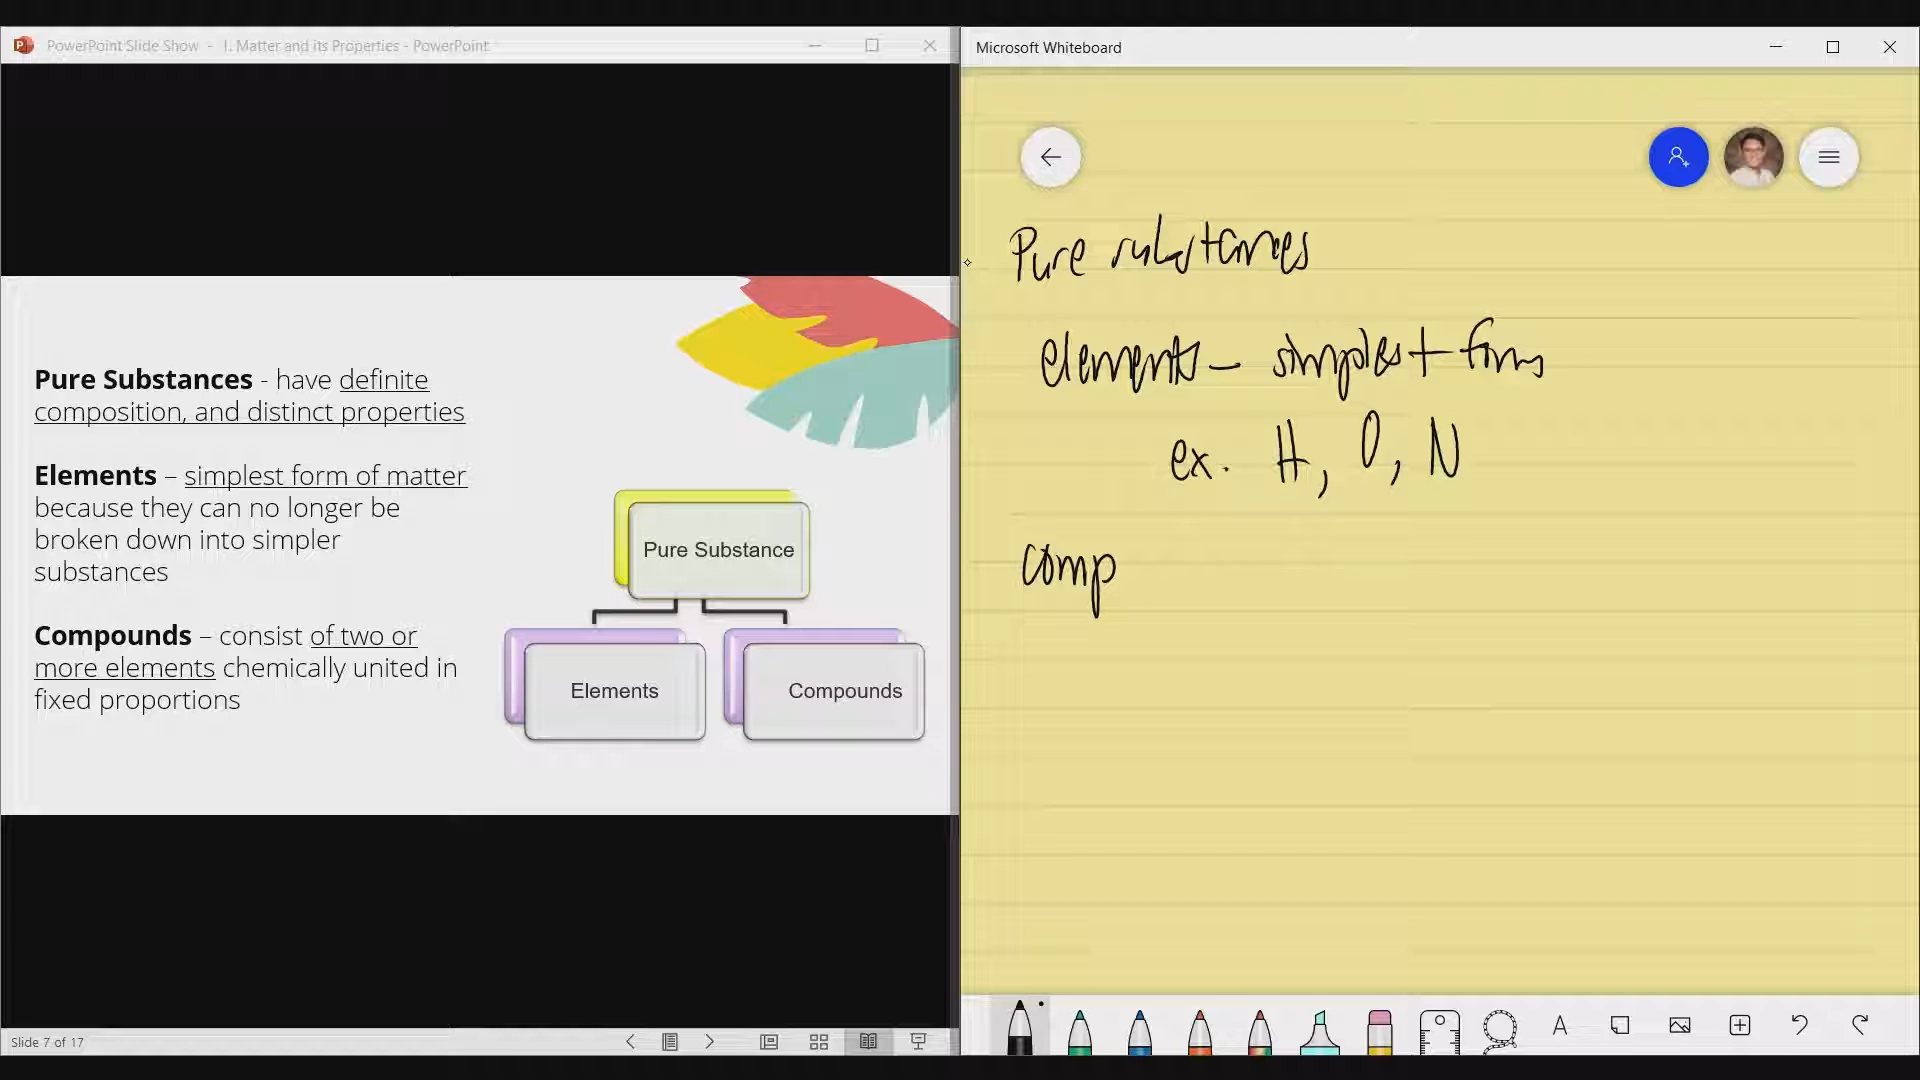 PowerPoint Slide Show - I. Matter and its Properties - PowerPoint
Pure Substances - have definite
composition, and distinct properties
Elements – simplest form of matter
because they can no longer be
broken down into simpler
substances
Compounds – consist of two or
more elements chemically united in
fixed proportions
Pure Substance
Elements
Compounds
Slide 7 of 17
Microsoft Whiteboard
Pure substances
elements - simplest form
ex. H, O, N
comp